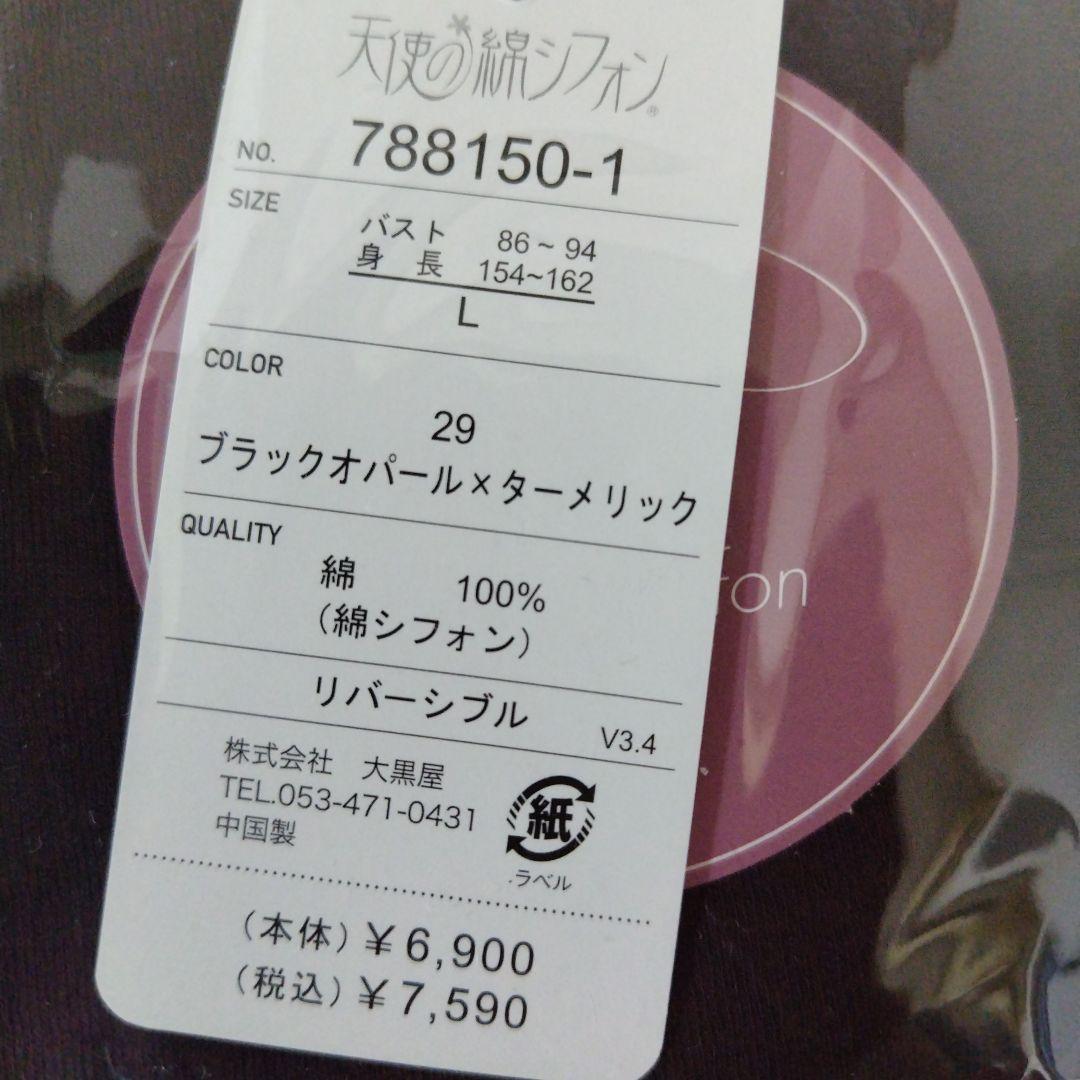 天使の綿シフォン®
NO. 788150-1
SIZE
バスト 86~94
身 長 154~162
L
COLOR
29
ブラックオパール×ターメリック
QUALITY
綿 100%
(綿シフォン)
リバーシブル
V3.4
株式会社 大黒屋
TEL.053-471-0431
中国製
紙
ラベル
(本体)¥6,900
(税込)¥7,590
fon